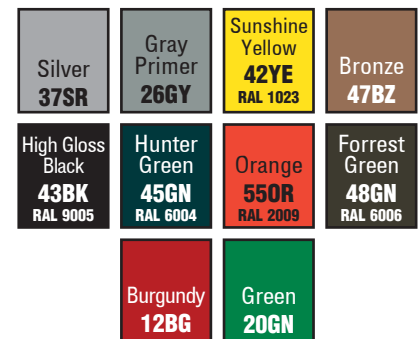 Silver
37SR
Gray
Primer
26GY
Sunshine
Yellow
42YE
RAL 1023
Bronze
47BZ
High Gloss
Black
43BK
RAL 9005
Hunter
Green
45GN
RAL 6004
Orange
55OR
RAL 2009
Forrest
Green
48GN
RAL 6006
Burgundy
12BG
Green
20GN